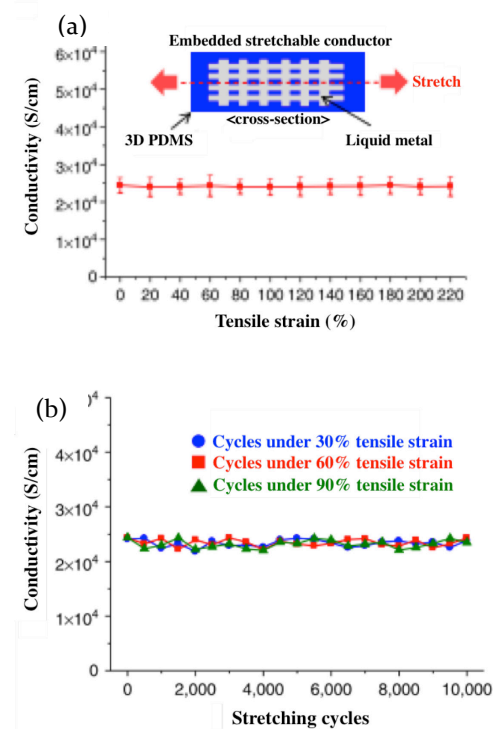 (a)
Embedded stretchable conductor
Stretch
3D PDMS
<cross-section>
Liquid metal
Conductivity (S/cm)
6×10⁴
5×10⁴
4×10⁴
3×10⁴
2×10⁴
1×10⁴
0
0 20 40 60 80 100 120 140 160 180 200 220
Tensile strain (%)
(b)
Cycles under 30% tensile strain
Cycles under 60% tensile strain
Cycles under 90% tensile strain
Conductivity (S/cm)
4×10⁴
3×10⁴
2×10⁴
1×10⁴
0
0 2,000 4,000 6,000 8,000 10,000
Stretching cycles